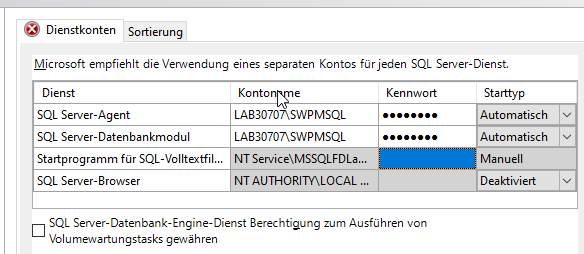 Dienstkonten Sortierung
Microsoft empfiehlt die Verwendung eines separaten Kontos für jeden SQL Server-Dienst.
Dienst Kontoname Kennwort Starttyp
SQL Server-Agent LAB30707\SWPMSQL ●●●●●●●● Automatisch
SQL Server-Datenbankmodul LAB30707\SWPMSQL ●●●●●●●● Automatisch
Startprogramm für SQL-Volltextfil... NT Service\MSSQLFDLa... Manuell
SQL Server-Browser NT AUTHORITY\LOCAL ... Deaktiviert
SQL Server-Datenbank-Engine-Dienst Berechtigung zum Ausführen von
Volumewartungstasks gewähren